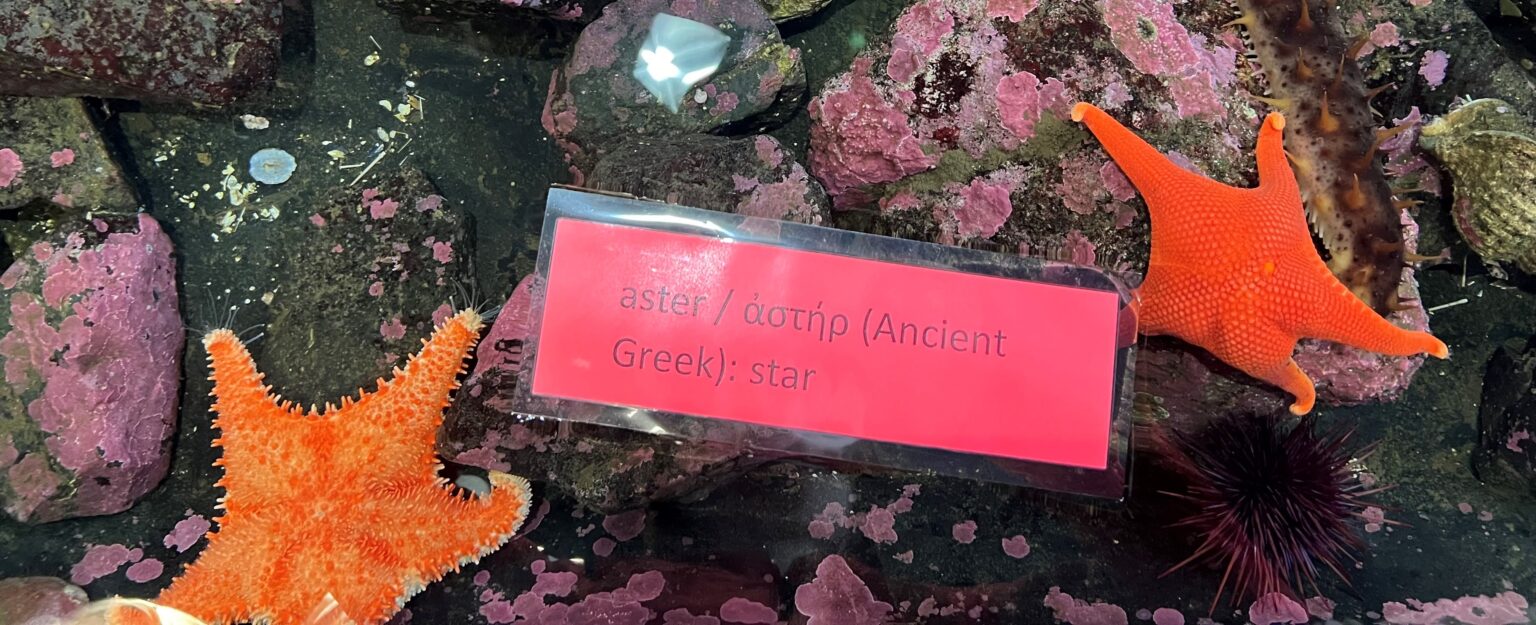 aster / ἀστήρ (Ancient
Greek): star